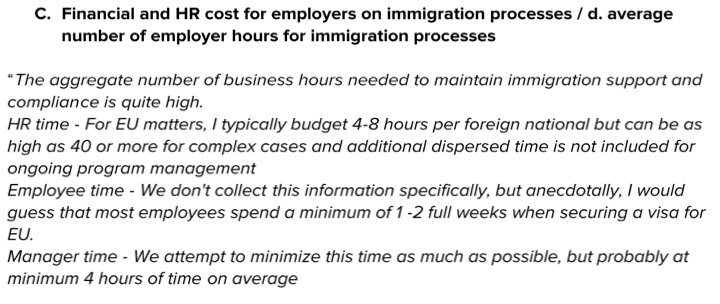 C. Financial and HR cost for employers on immigration processes / d. average
number of employer hours for immigration processes
"The aggregate number of business hours needed to maintain immigration support and
compliance is quite high.
HR time - For EU matters, I typically budget 4-8 hours per foreign national but can be as
high as 40 or more for complex cases and additional dispersed time is not included for
ongoing program management
Employee time - We don't collect this information specifically, but anecdotally, I would
guess that most employees spend a minimum of 1 -2 full weeks when securing a visa for
EU.
Manager time - We attempt to minimize this time as much as possible, but probably at
minimum 4 hours of time on average